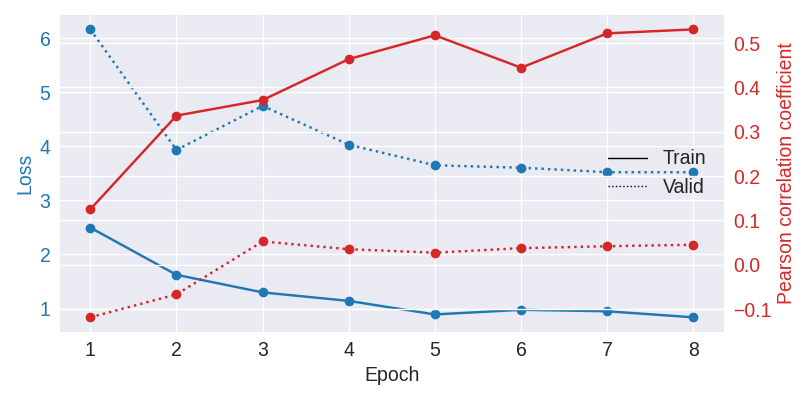 6
5
4
3
2
1
Loss
0.5
0.4
0.3
0.2
0.1
0.0
−0.1
Pearson correlation coefficient
Train
Valid
1 2 3 4 5 6 7 8
Epoch